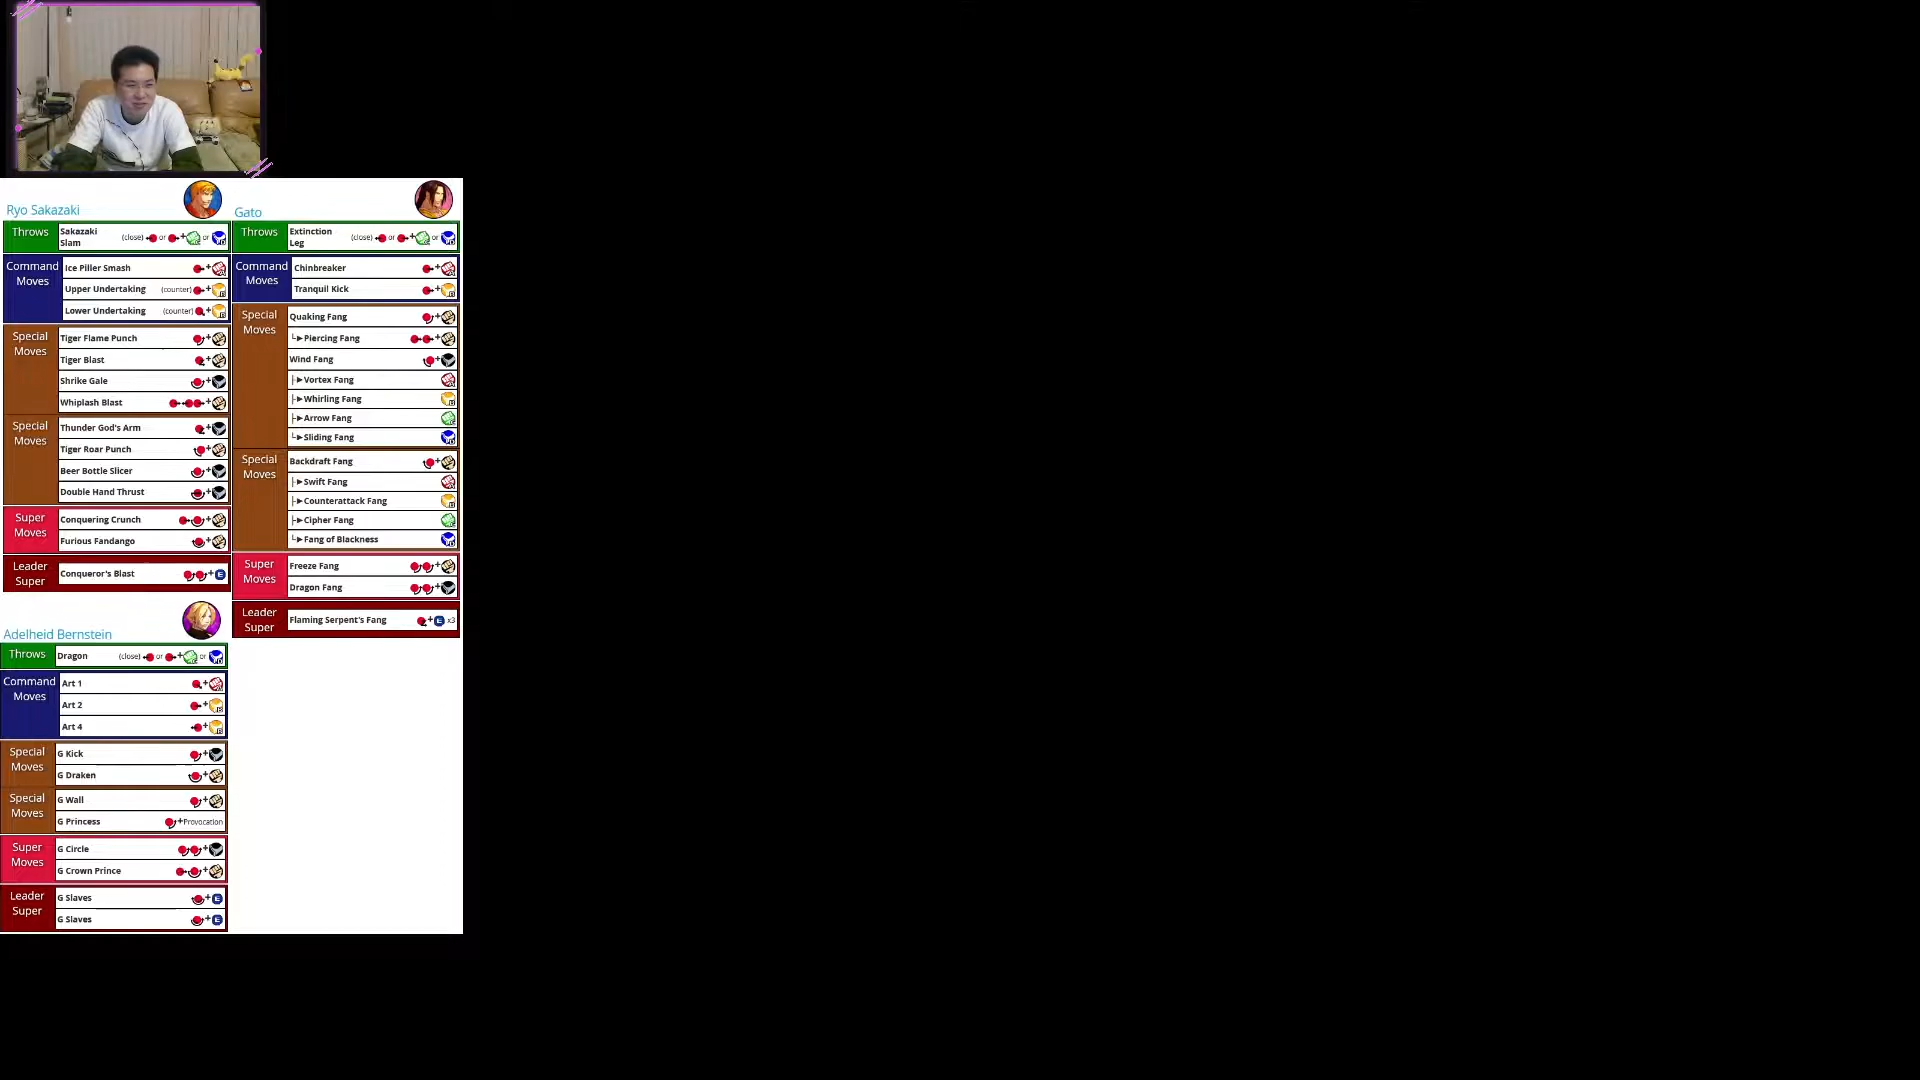 Ryo Sakazaki
Throws
Sakazaki
Slam
(close) or + or
Command
Moves
Ice Piller Smash +
Upper Undertaking (counter) +
Lower Undertaking (counter) +
Special
Moves
Tiger Flame Punch +
Tiger Blast +
Shrike Gale +
Whiplash Blast +
Special
Moves
Thunder God's Arm +
Tiger Roar Punch +
Beer Bottle Slicer +
Double Hand Thrust +
Super
Moves
Conquering Crunch +
Furious Fandango +
Leader
Super
Conqueror's Blast + E
Gato
Throws
Extinction
Leg
(close) or + or
Command
Moves
Chinbreaker +
Tranquil Kick +
Special
Moves
Quaking Fang +
Piercing Fang +
Wind Fang +
Vortex Fang
Whirling Fang
Arrow Fang
Sliding Fang
Special
Moves
Backdraft Fang +
Swift Fang
Counterattack Fang
Cipher Fang
Fang of Blackness
Super
Moves
Freeze Fang +
Dragon Fang +
Leader
Super
Flaming Serpent's Fang + E x3
Adelheid Bernstein
Throws
Dragon (close) or + or
Command
Moves
Art 1 +
Art 2 +
Art 4 +
Special
Moves
G Kick +
G Draken +
Special
Moves
G Wall +
G Princess +Provocation
Super
Moves
G Circle +
G Crown Prince +
Leader
Super
G Slaves + E
G Slaves + E